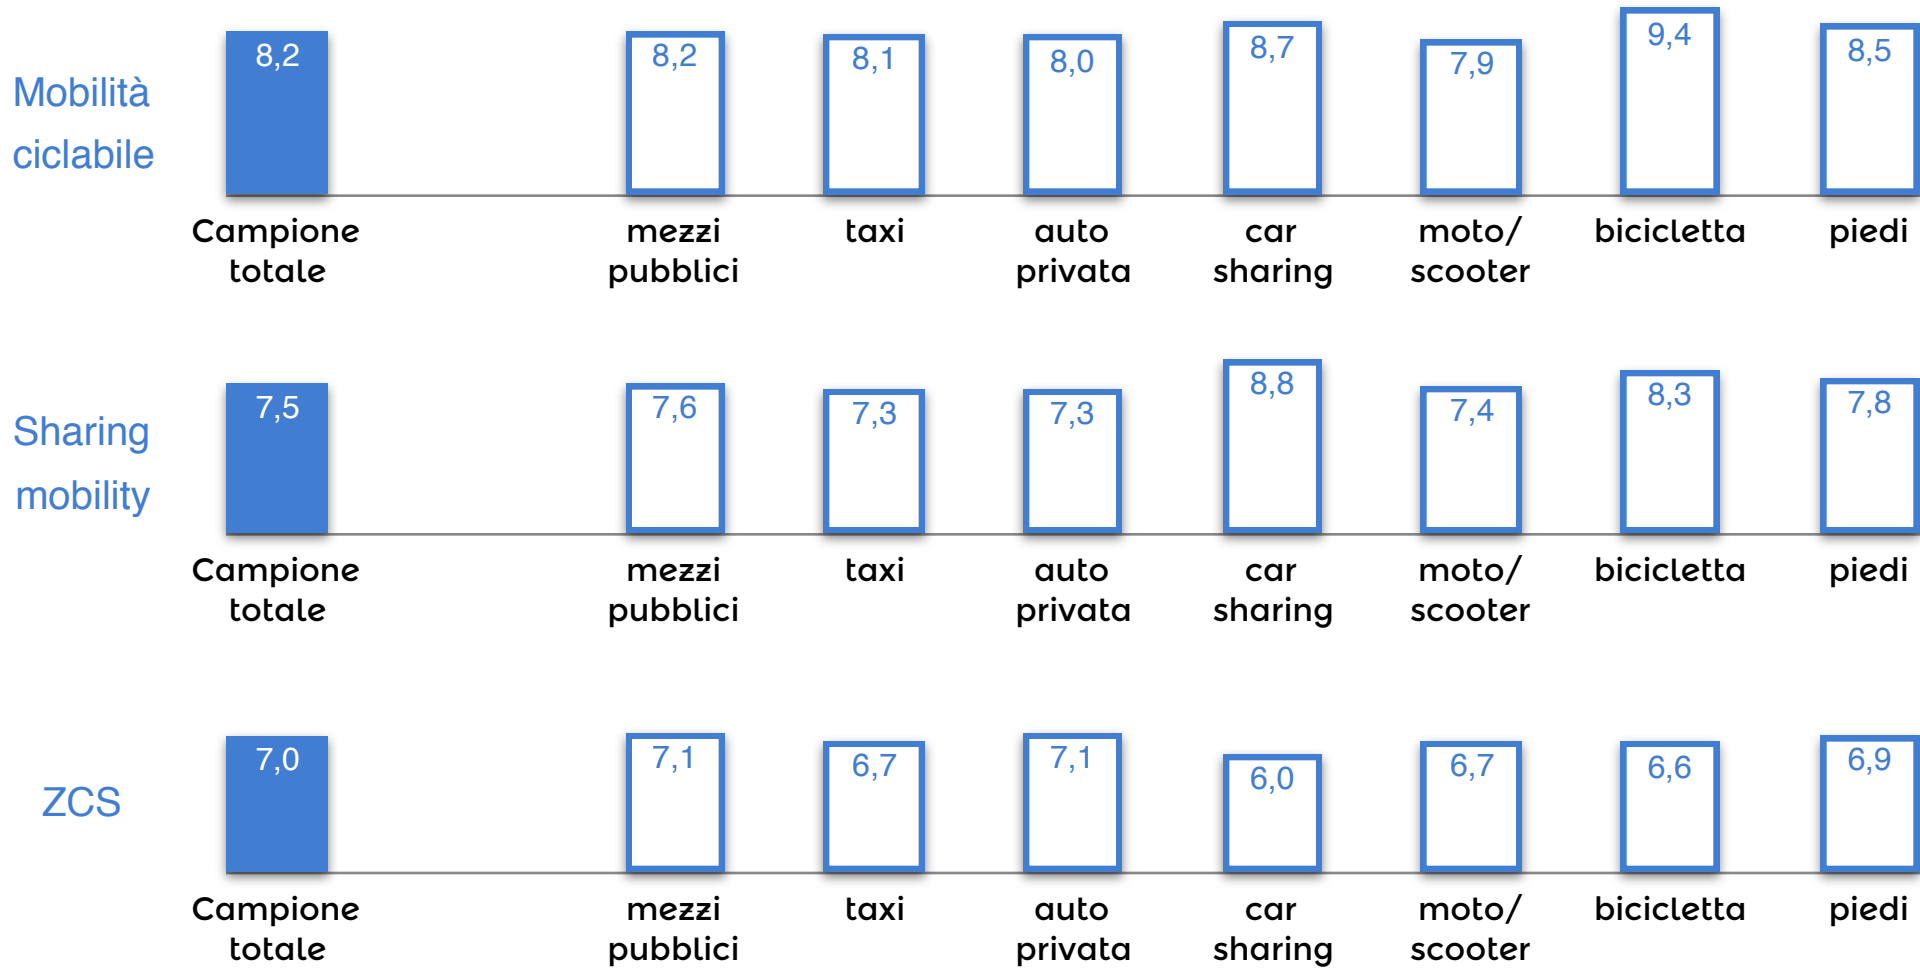 Mobilità
ciclabile
8,2 8,2 8,1 8,0 8,7 7,9 9,4 8,5
Campione mezzi taxi auto car moto/ bicicletta piedi
totale pubblici privata sharing scooter
Sharing
mobility
7,5 7,6 7,3 7,3 8,8 7,4 8,3 7,8
Campione mezzi taxi auto car moto/ bicicletta piedi
totale pubblici privata sharing scooter
ZCS
7,0 7,1 6,7 7,1 6,0 6,7 6,6 6,9
Campione mezzi taxi auto car moto/ bicicletta piedi
totale pubblici privata sharing scooter